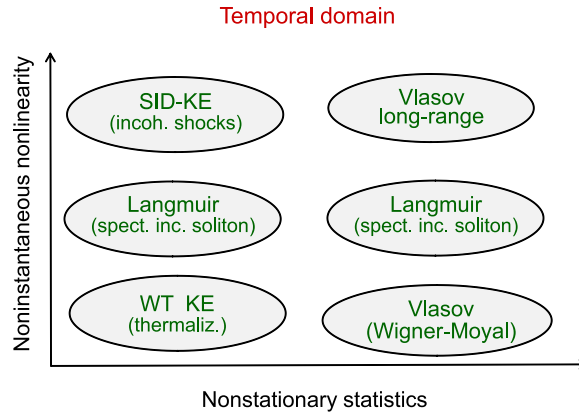 Temporal domain
Noninstantaneous nonlinearity
SID-KE
(incoh. shocks)
Vlasov
long-range
Langmuir
(spect. inc. soliton)
Langmuir
(spect. inc. soliton)
WT KE
(thermaliz.)
Vlasov
(Wigner-Moyal)
Nonstationary statistics